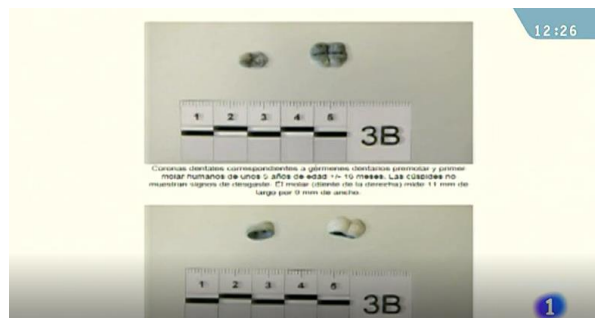 12:26
1 2 3 4 5
3B
Coronas dentales correspondientes a gérmenes dentarios premolar y primer
molar humanos de unos 5 años de edad +/- 16 meses. Las cúspides no
muestran signos de desgaste. El molar (diente de la derecha) mide 11 mm de
largo por 9 mm de ancho.
1 2 3 4 5
3B
1